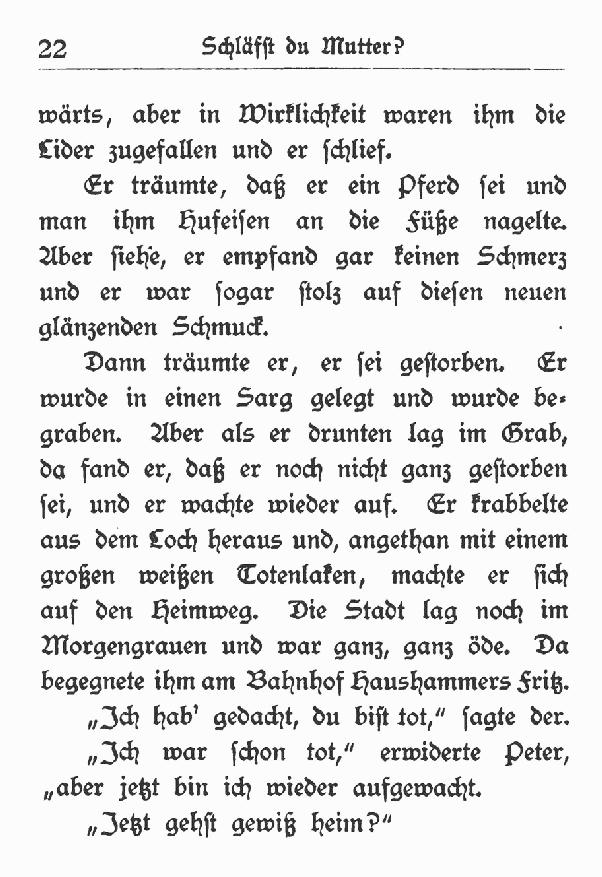 22 Schläfst du Mutter?
wärts, aber in Wirklichkeit waren ihm die
Lider zugefallen und er schlief.
Er träumte, daß er ein Pferd sei und
man ihm Hufeisen an die Füße nagelte.
Aber siehe, er empfand gar keinen Schmerz
und er war sogar stolz auf diesen neuen
glänzenden Schmuck.
Dann träumte er, er sei gestorben. Er
wurde in einen Sarg gelegt und wurde be-
graben. Aber als er drunten lag im Grab,
da fand er, daß er noch nicht ganz gestorben
sei, und er wachte wieder auf. Er krabbelte
aus dem Loch heraus und, angethan mit einem
großen weißen Totenlaken, machte er sich
auf den Heimweg. Die Stadt lag noch im
Morgengrauen und war ganz, ganz öde. Da
begegnete ihm am Bahnhof Haushammers Fritz.
„Ich hab' gedacht, du bist tot,“ sagte der.
„Ich war schon tot,“ erwiderte Peter,
„aber jetzt bin ich wieder aufgewacht.
„Jetzt gehst gewiß heim?“